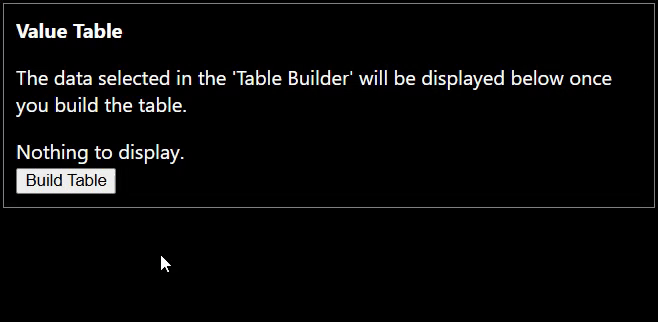 Value Table
The data selected in the 'Table Builder' will be displayed below once
you build the table.
Nothing to display.
Build Table